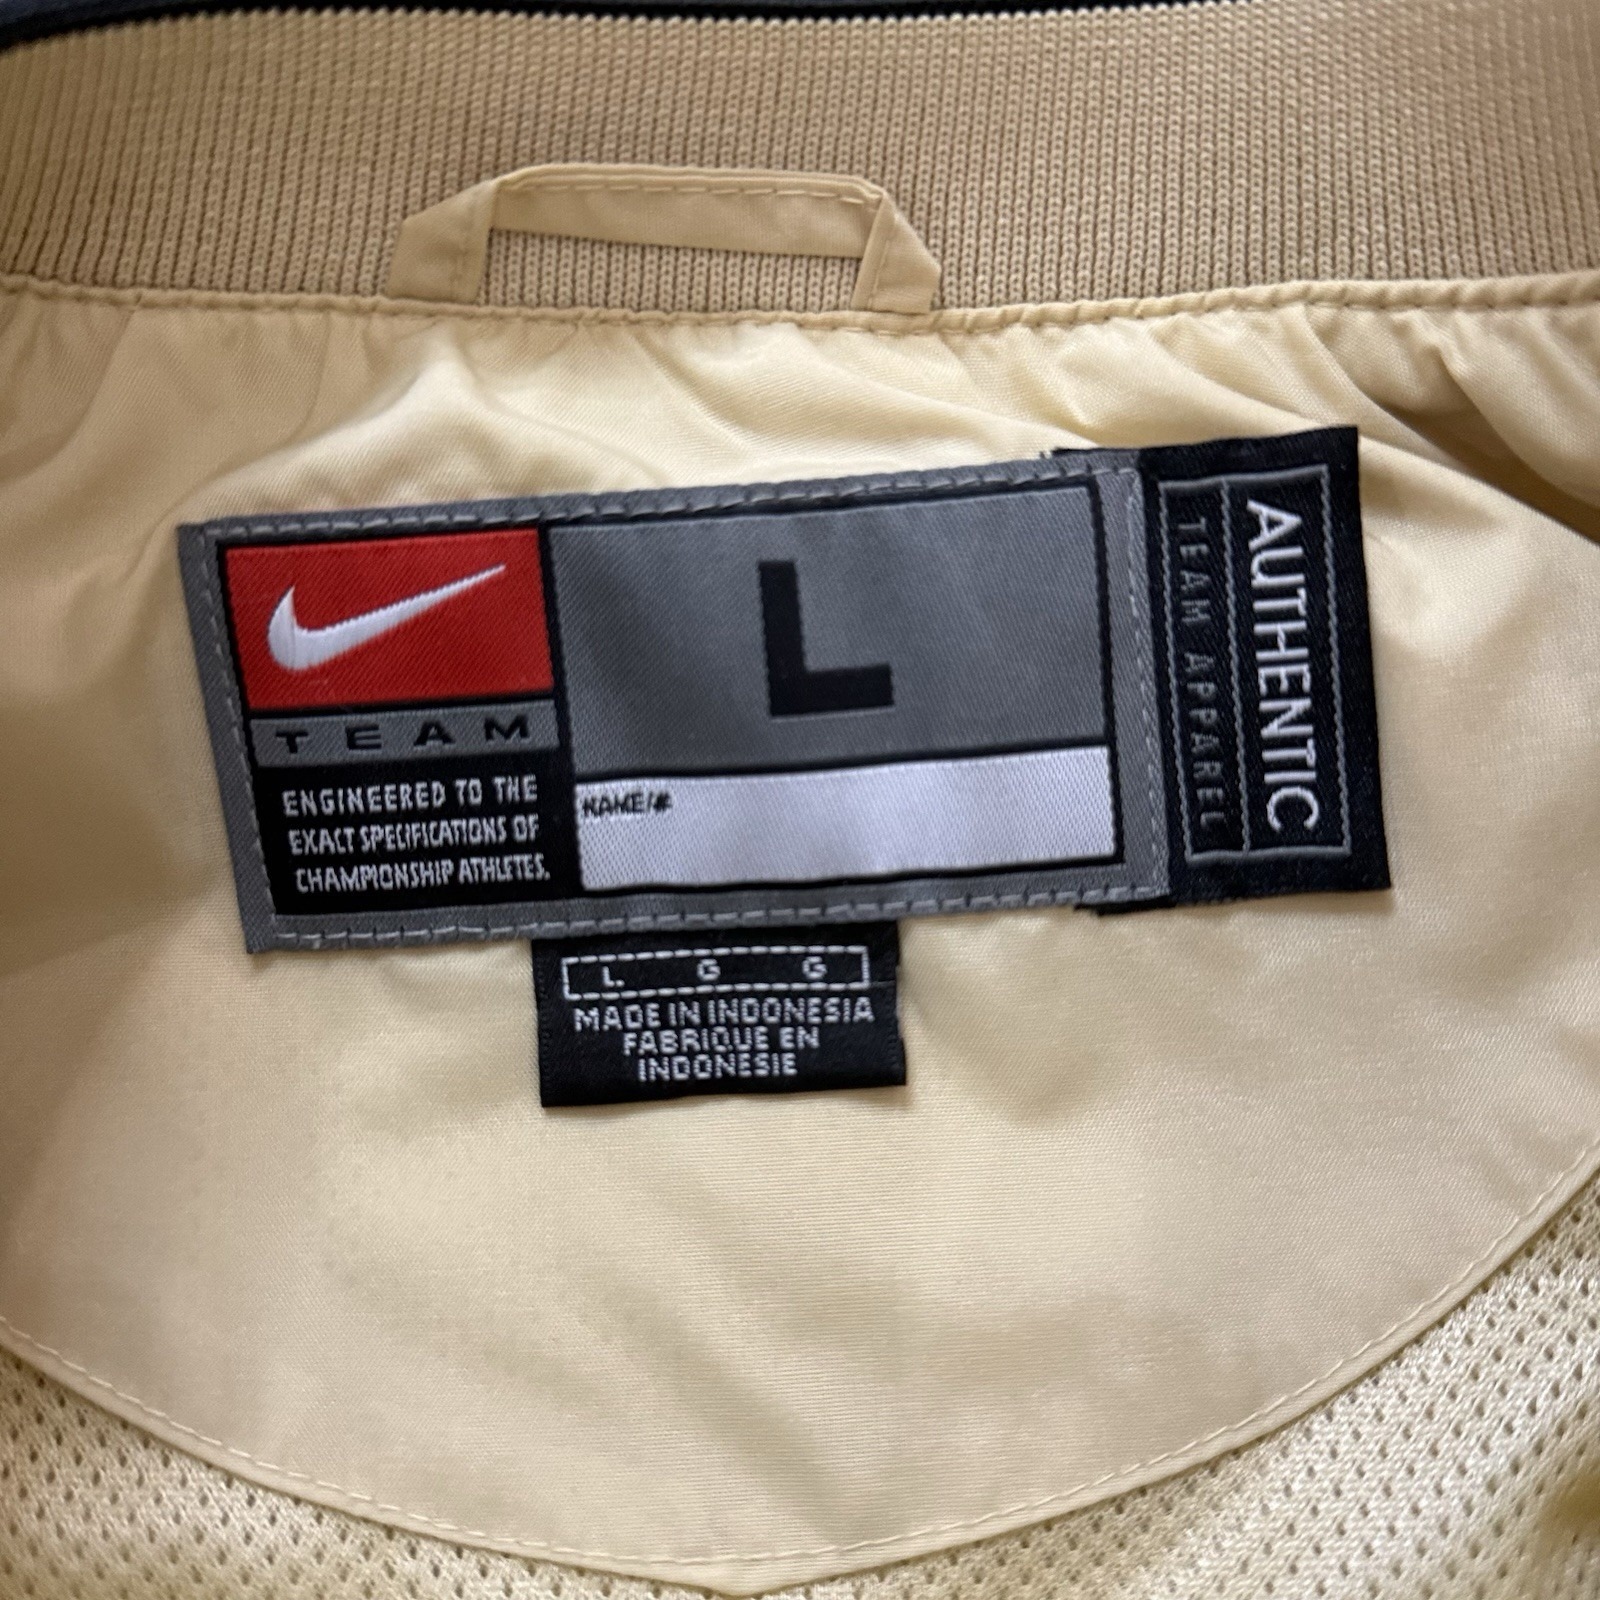 L
TEAM
ENGINEERED TO THE
EXACT SPECIFICATIONS OF
CHAMPIONSHIP ATHLETES.
NAME/#
AUTHENTIC
TEAM APPAREL
L G G
MADE IN INDONESIA
FABRIQUE EN
INDONESIE